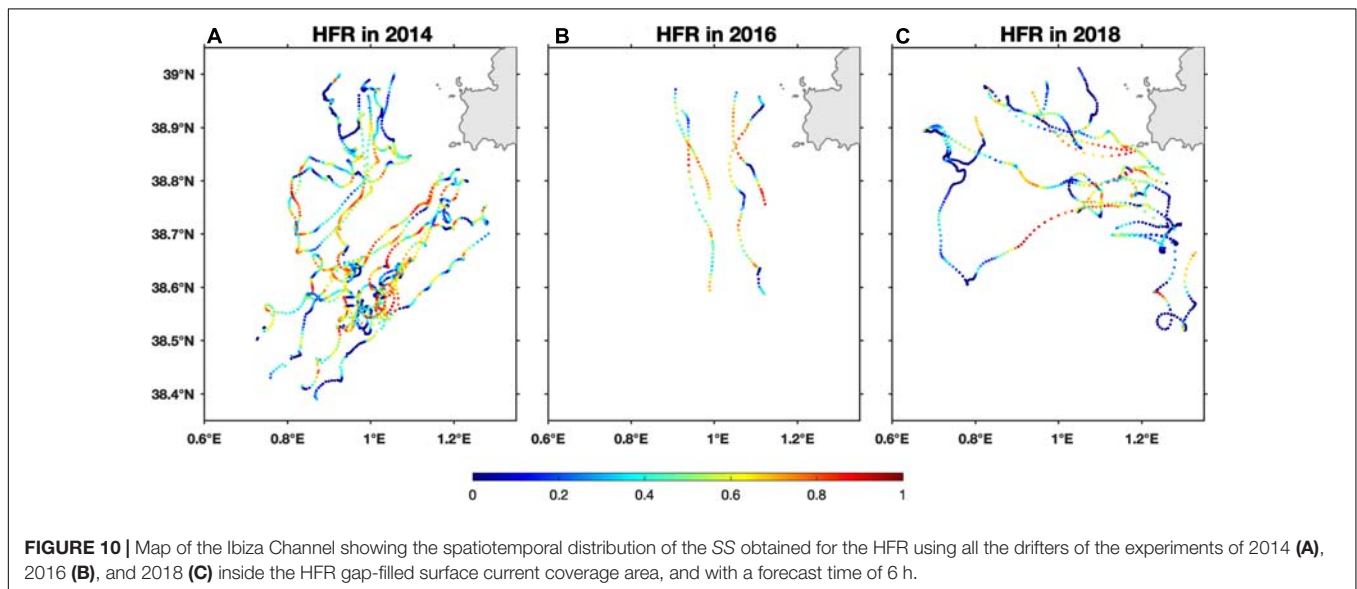 A HFR in 2014
B HFR in 2016
C HFR in 2018
39°N
38.9°N
38.8°N
38.7°N
38.6°N
38.5°N
38.4°N
0.6°E 0.8°E 1°E 1.2°E
0.6°E 0.8°E 1°E 1.2°E
0.6°E 0.8°E 1°E 1.2°E
0 0.2 0.4 0.6 0.8 1
FIGURE 10 | Map of the Ibiza Channel showing the spatiotemporal distribution of the SS obtained for the HFR using all the drifters of the experiments of 2014 (A),
2016 (B), and 2018 (C) inside the HFR gap-filled surface current coverage area, and with a forecast time of 6 h.